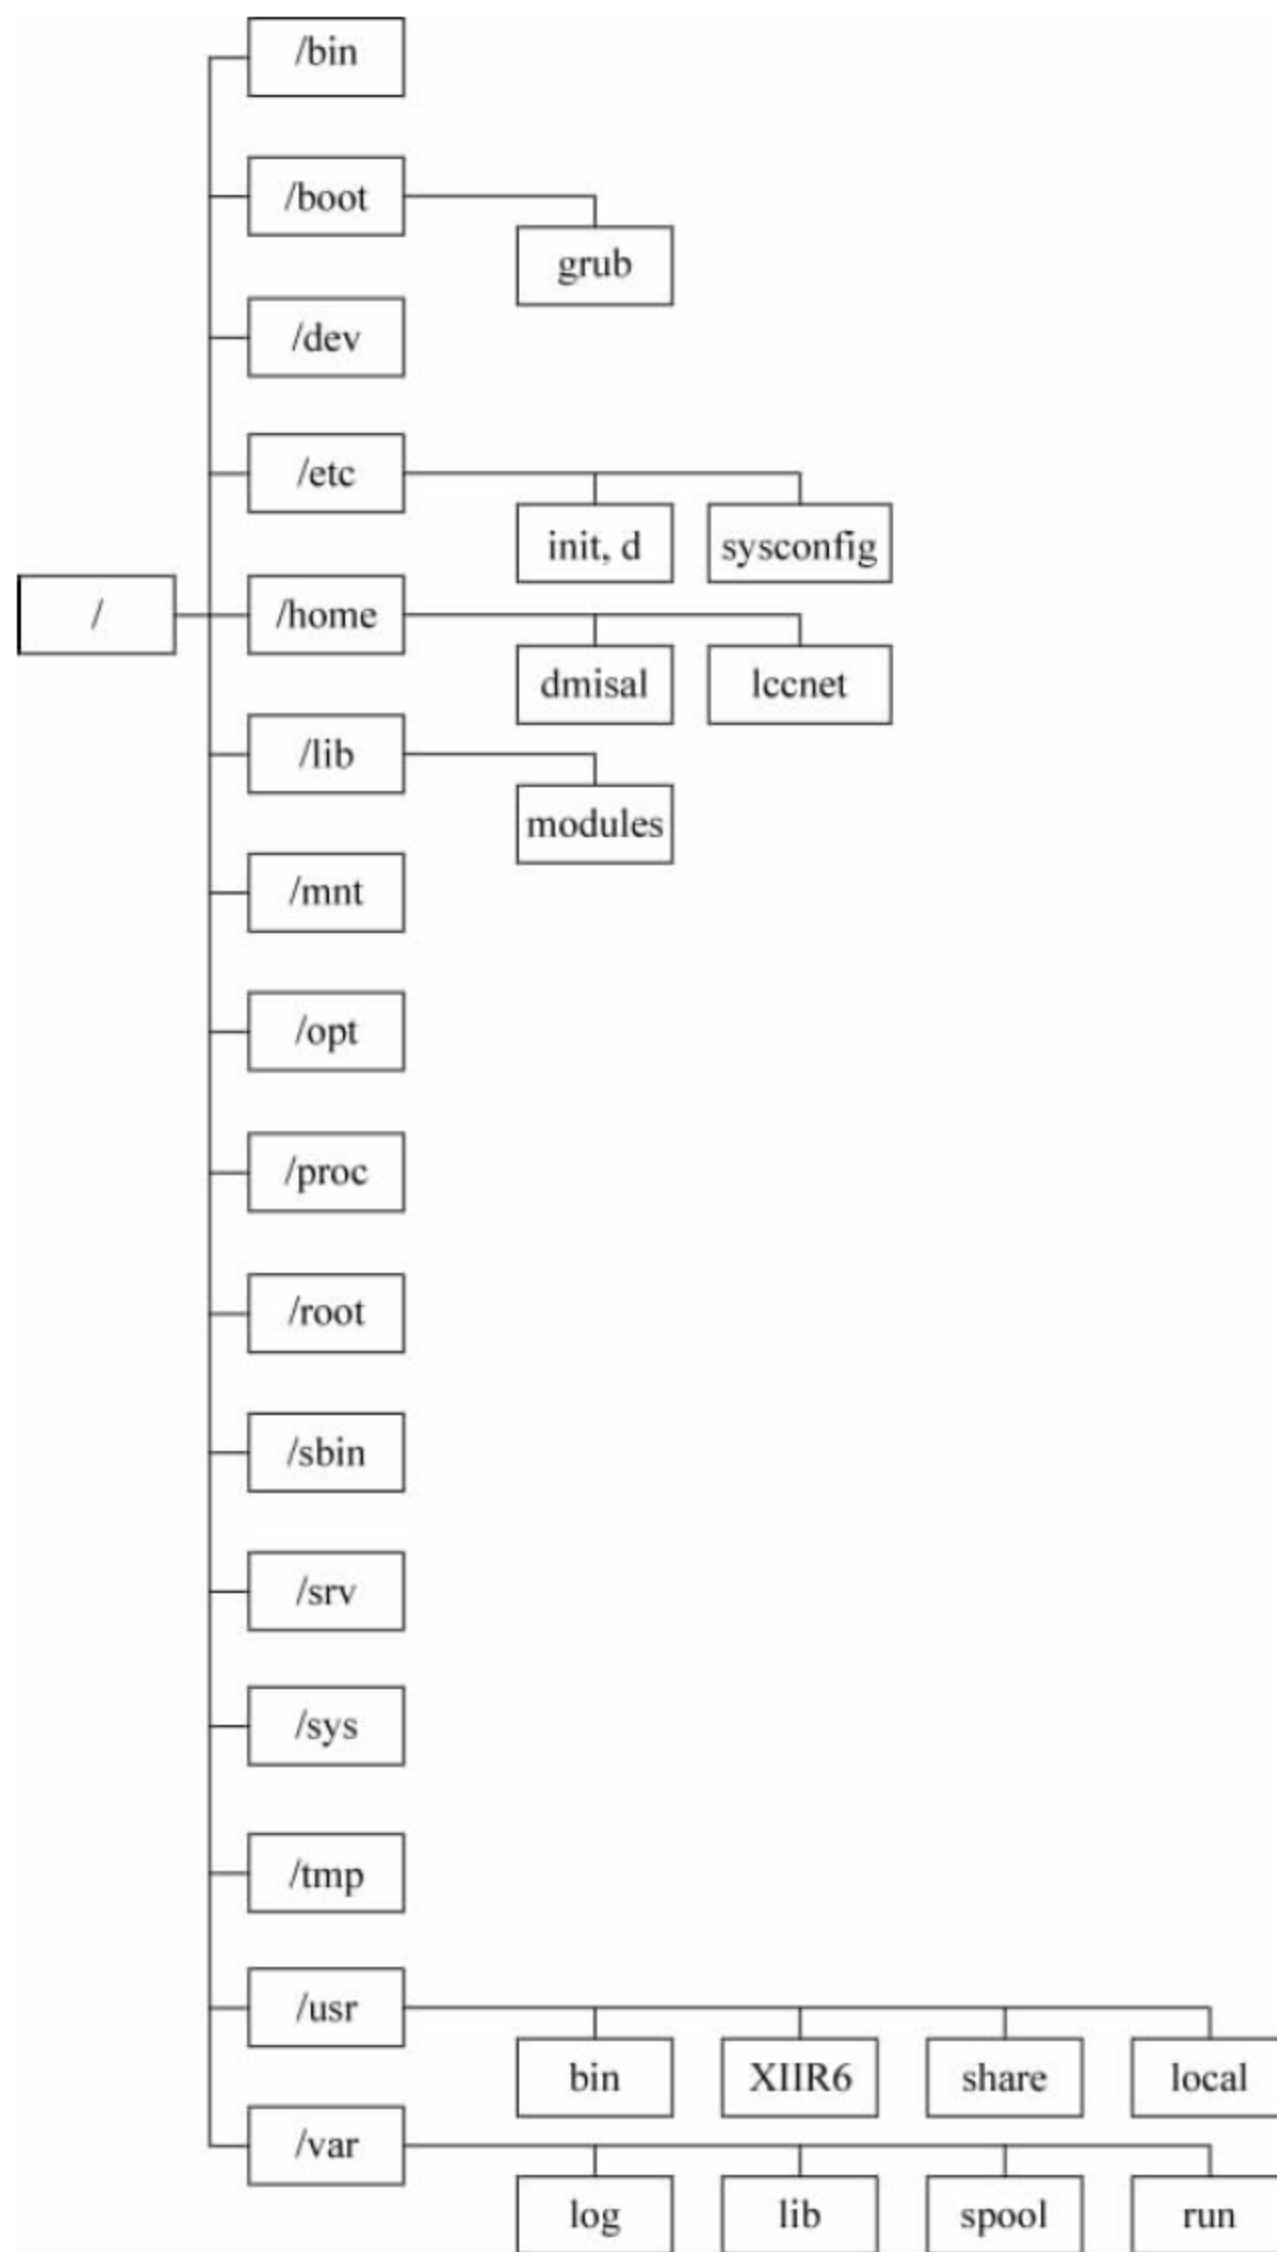 /bin
/boot
grub
/dev
/etc
init, d
sysconfig
/
/home
dmisal
lccnet
/lib
modules
/mnt
/opt
/proc
/root
/sbin
/srv
/sys
/tmp
/usr
bin
XIIR6
share
local
/var
log
lib
spool
run